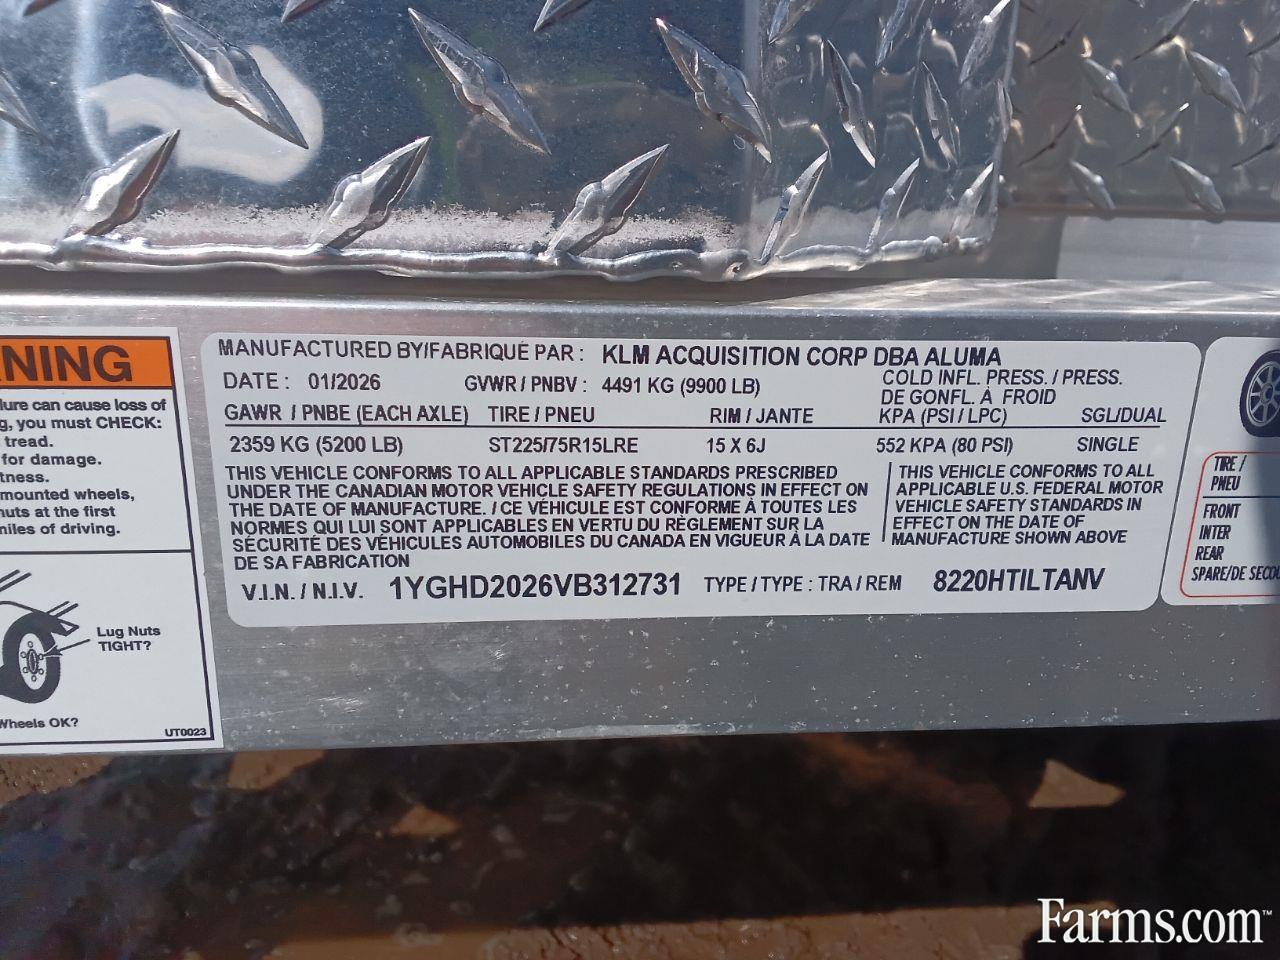 NING
lure can cause loss of
g, you must CHECK:
tread.
for damage.
tness.
mounted wheels,
nuts at the first
miles of driving.
Lug Nuts
TIGHT?
Wheels OK?
UT0023
MANUFACTURED BY/FABRIQUÉ PAR : KLM ACQUISITION CORP DBA ALUMA
DATE : 01/2026 GVWR / PNBV : 4491 KG (9900 LB) COLD INFL. PRESS. / PRESS.
DE GONFL. À FROID
GAWR / PNBE (EACH AXLE) TIRE / PNEU RIM / JANTE KPA (PSI / LPC) SGL/DUAL
2359 KG (5200 LB) ST225/75R15LRE 15 X 6J 552 KPA (80 PSI) SINGLE
THIS VEHICLE CONFORMS TO ALL APPLICABLE STANDARDS PRESCRIBED
UNDER THE CANADIAN MOTOR VEHICLE SAFETY REGULATIONS IN EFFECT ON
THE DATE OF MANUFACTURE. / CE VÉHICULE EST CONFORME À TOUTES LES
NORMES QUI LUI SONT APPLICABLES EN VERTU DU RÈGLEMENT SUR LA
SÉCURITÉ DES VÉHICULES AUTOMOBILES DU CANADA EN VIGUEUR À LA DATE
DE SA FABRICATION
THIS VEHICLE CONFORMS TO ALL
APPLICABLE U.S. FEDERAL MOTOR
VEHICLE SAFETY STANDARDS IN
EFFECT ON THE DATE OF
MANUFACTURE SHOWN ABOVE
V.I.N. / N.I.V. 1YGHD2026VB312731 TYPE / TYPE : TRA / REM 8220HTILTANV
TIRE /
PNEU
FRONT
INTER
REAR
SPARE/DE SECOU
Farms.com™